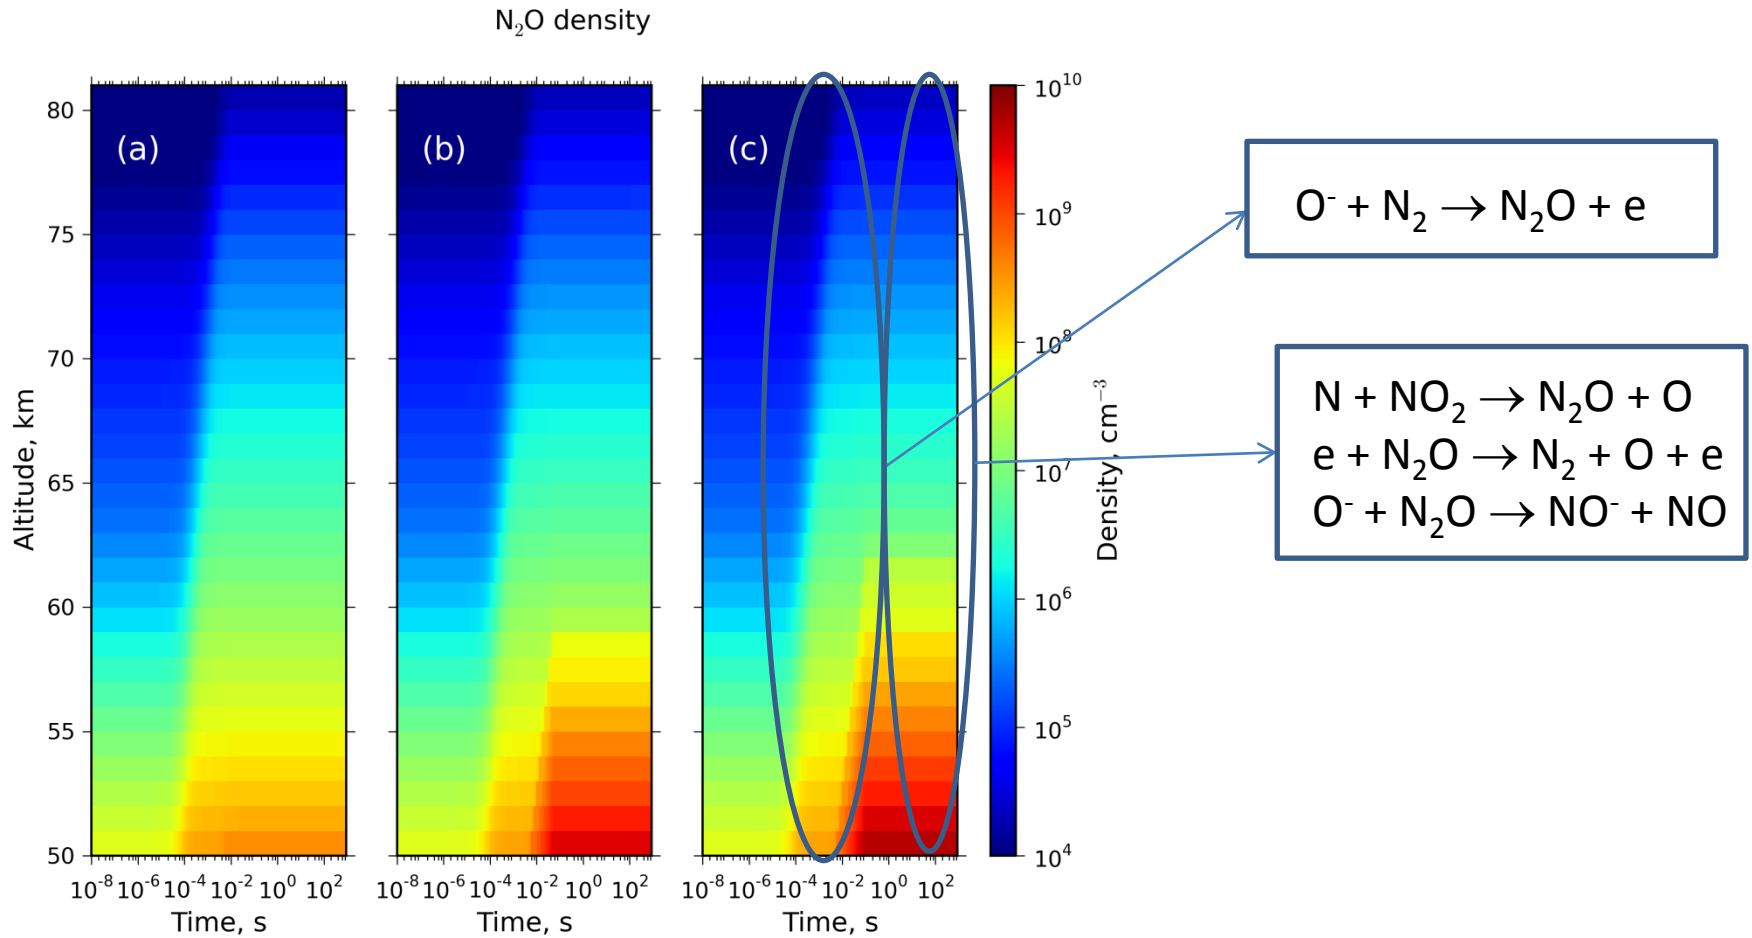 N₂O density
(a)
(b)
(c)
80
75
70
65
60
55
50
Altitude, km
10⁻⁸ 10⁻⁶ 10⁻⁴ 10⁻² 10⁰ 10²
Time, s
10⁻⁸ 10⁻⁶ 10⁻⁴ 10⁻² 10⁰ 10²
Time, s
10⁻⁸ 10⁻⁶ 10⁻⁴ 10⁻² 10⁰ 10²
Time, s
10¹⁰
10⁹
10⁸
10⁷
10⁶
10⁵
10⁴
Density, cm⁻³
O⁻ + N₂ → N₂O + e
N + NO₂ → N₂O + O
e + N₂O → N₂ + O + e
O⁻ + N₂O → NO⁻ + NO